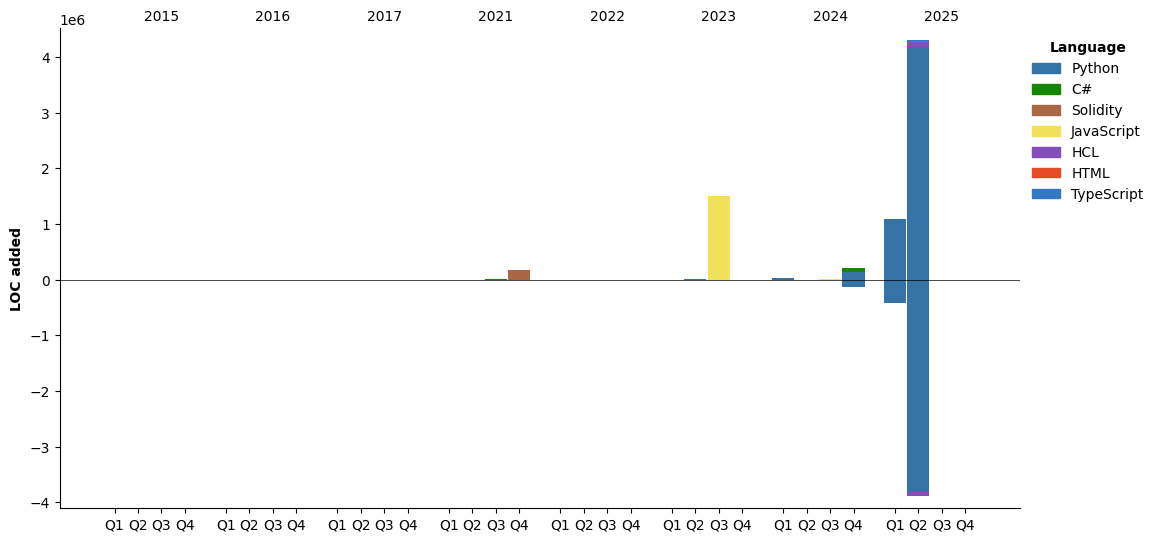 2015 2016 2017 2021 2022 2023 2024 2025
1e6
Language
Python
C#
Solidity
JavaScript
HCL
HTML
TypeScript
LOC added
4
3
2
1
0
−1
−2
−3
−4
Q1 Q2 Q3 Q4 Q1 Q2 Q3 Q4 Q1 Q2 Q3 Q4 Q1 Q2 Q3 Q4 Q1 Q2 Q3 Q4 Q1 Q2 Q3 Q4 Q1 Q2 Q3 Q4 Q1 Q2 Q3 Q4